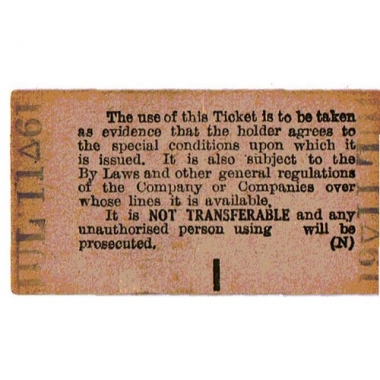 The use of this Ticket is to be taken
as evidence that the holder agrees to
the special conditions upon which it
is issued. It is also subject to the
By Laws and other general regulations
of the Company or Companies over
whose lines it is available.
It is NOT TRANSFERABLE and any
unauthorised person using will be
prosecuted. (N)